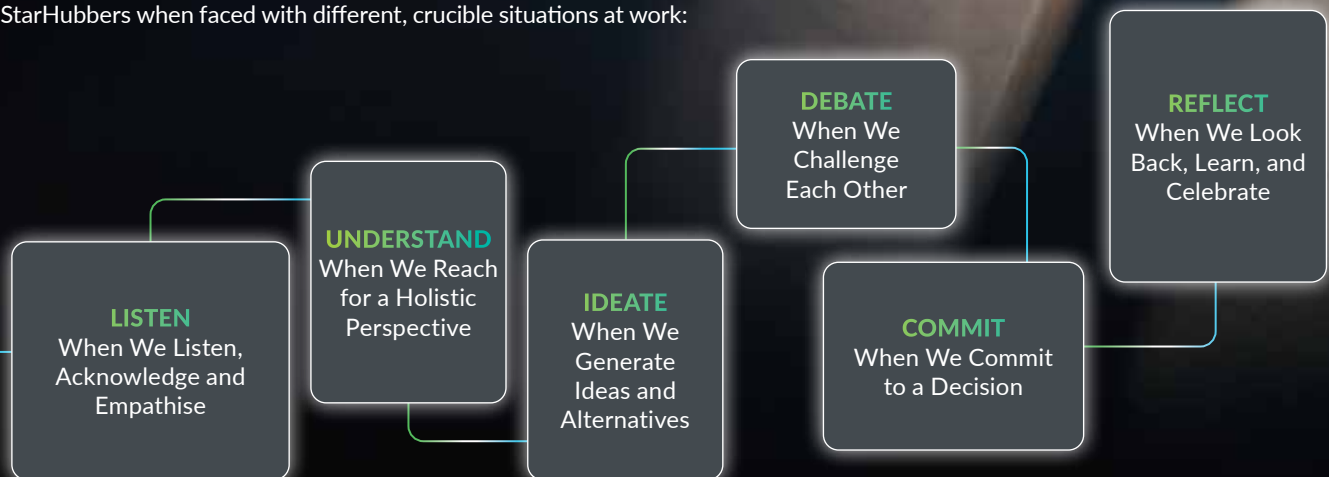 StarHubbers when faced with different, crucible situations at work:
LISTEN
When We Listen,
Acknowledge and
Empathise
UNDERSTAND
When We Reach
for a Holistic
Perspective
IDEATE
When We
Generate
Ideas and
Alternatives
DEBATE
When We
Challenge
Each Other
COMMIT
When We Commit
to a Decision
REFLECT
When We Look
Back, Learn, and
Celebrate